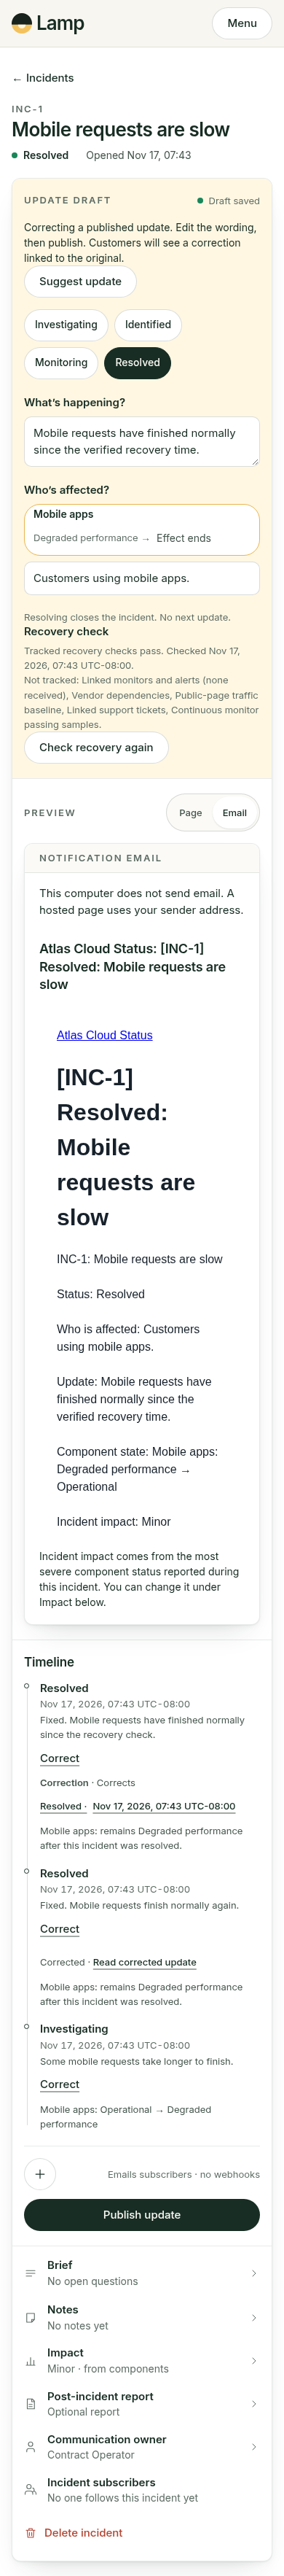 Lamp
Menu
← Incidents
INC-1
Mobile requests are slow
Resolved
Opened Nov 17, 07:43
UPDATE DRAFT
Draft saved
Correcting a published update. Edit the wording,
then publish. Customers will see a correction
linked to the original.
Suggest update
Investigating
Identified
Monitoring
Resolved
What's happening?
Mobile requests have finished normally
since the verified recovery time.
Who's affected?
Mobile apps
Degraded performance → Effect ends
Customers using mobile apps.
Resolving closes the incident. No next update.
Recovery check
Tracked recovery checks pass. Checked Nov 17,
2026, 07:43 UTC-08:00.
Not tracked: Linked monitors and alerts (none
received), Vendor dependencies, Public-page traffic
baseline, Linked support tickets, Continuous monitor
passing samples.
Check recovery again
PREVIEW
Page
Email
NOTIFICATION EMAIL
This computer does not send email. A
hosted page uses your sender address.
Atlas Cloud Status: [INC-1]
Resolved: Mobile requests are
slow
Atlas Cloud Status
[INC-1]
Resolved:
Mobile
requests are
slow
INC-1: Mobile requests are slow
Status: Resolved
Who is affected: Customers
using mobile apps.
Update: Mobile requests have
finished normally since the
verified recovery time.
Component state: Mobile apps:
Degraded performance →
Operational
Incident impact: Minor
Incident impact comes from the most
severe component status reported during
this incident. You can change it under
Impact below.
Timeline
Resolved
Nov 17, 2026, 07:43 UTC-08:00
Fixed. Mobile requests have finished normally
since the recovery check.
Correct
Correction · Corrects
Resolved · Nov 17, 2026, 07:43 UTC-08:00
Mobile apps: remains Degraded performance
after this incident was resolved.
Resolved
Nov 17, 2026, 07:43 UTC-08:00
Fixed. Mobile requests finish normally again.
Correct
Corrected · Read corrected update
Mobile apps: remains Degraded performance
after this incident was resolved.
Investigating
Nov 17, 2026, 07:43 UTC-08:00
Some mobile requests take longer to finish.
Correct
Mobile apps: Operational → Degraded
performance
Emails subscribers · no webhooks
Publish update
Brief
No open questions
Notes
No notes yet
Impact
Minor · from components
Post-incident report
Optional report
Communication owner
Contract Operator
Incident subscribers
No one follows this incident yet
Delete incident